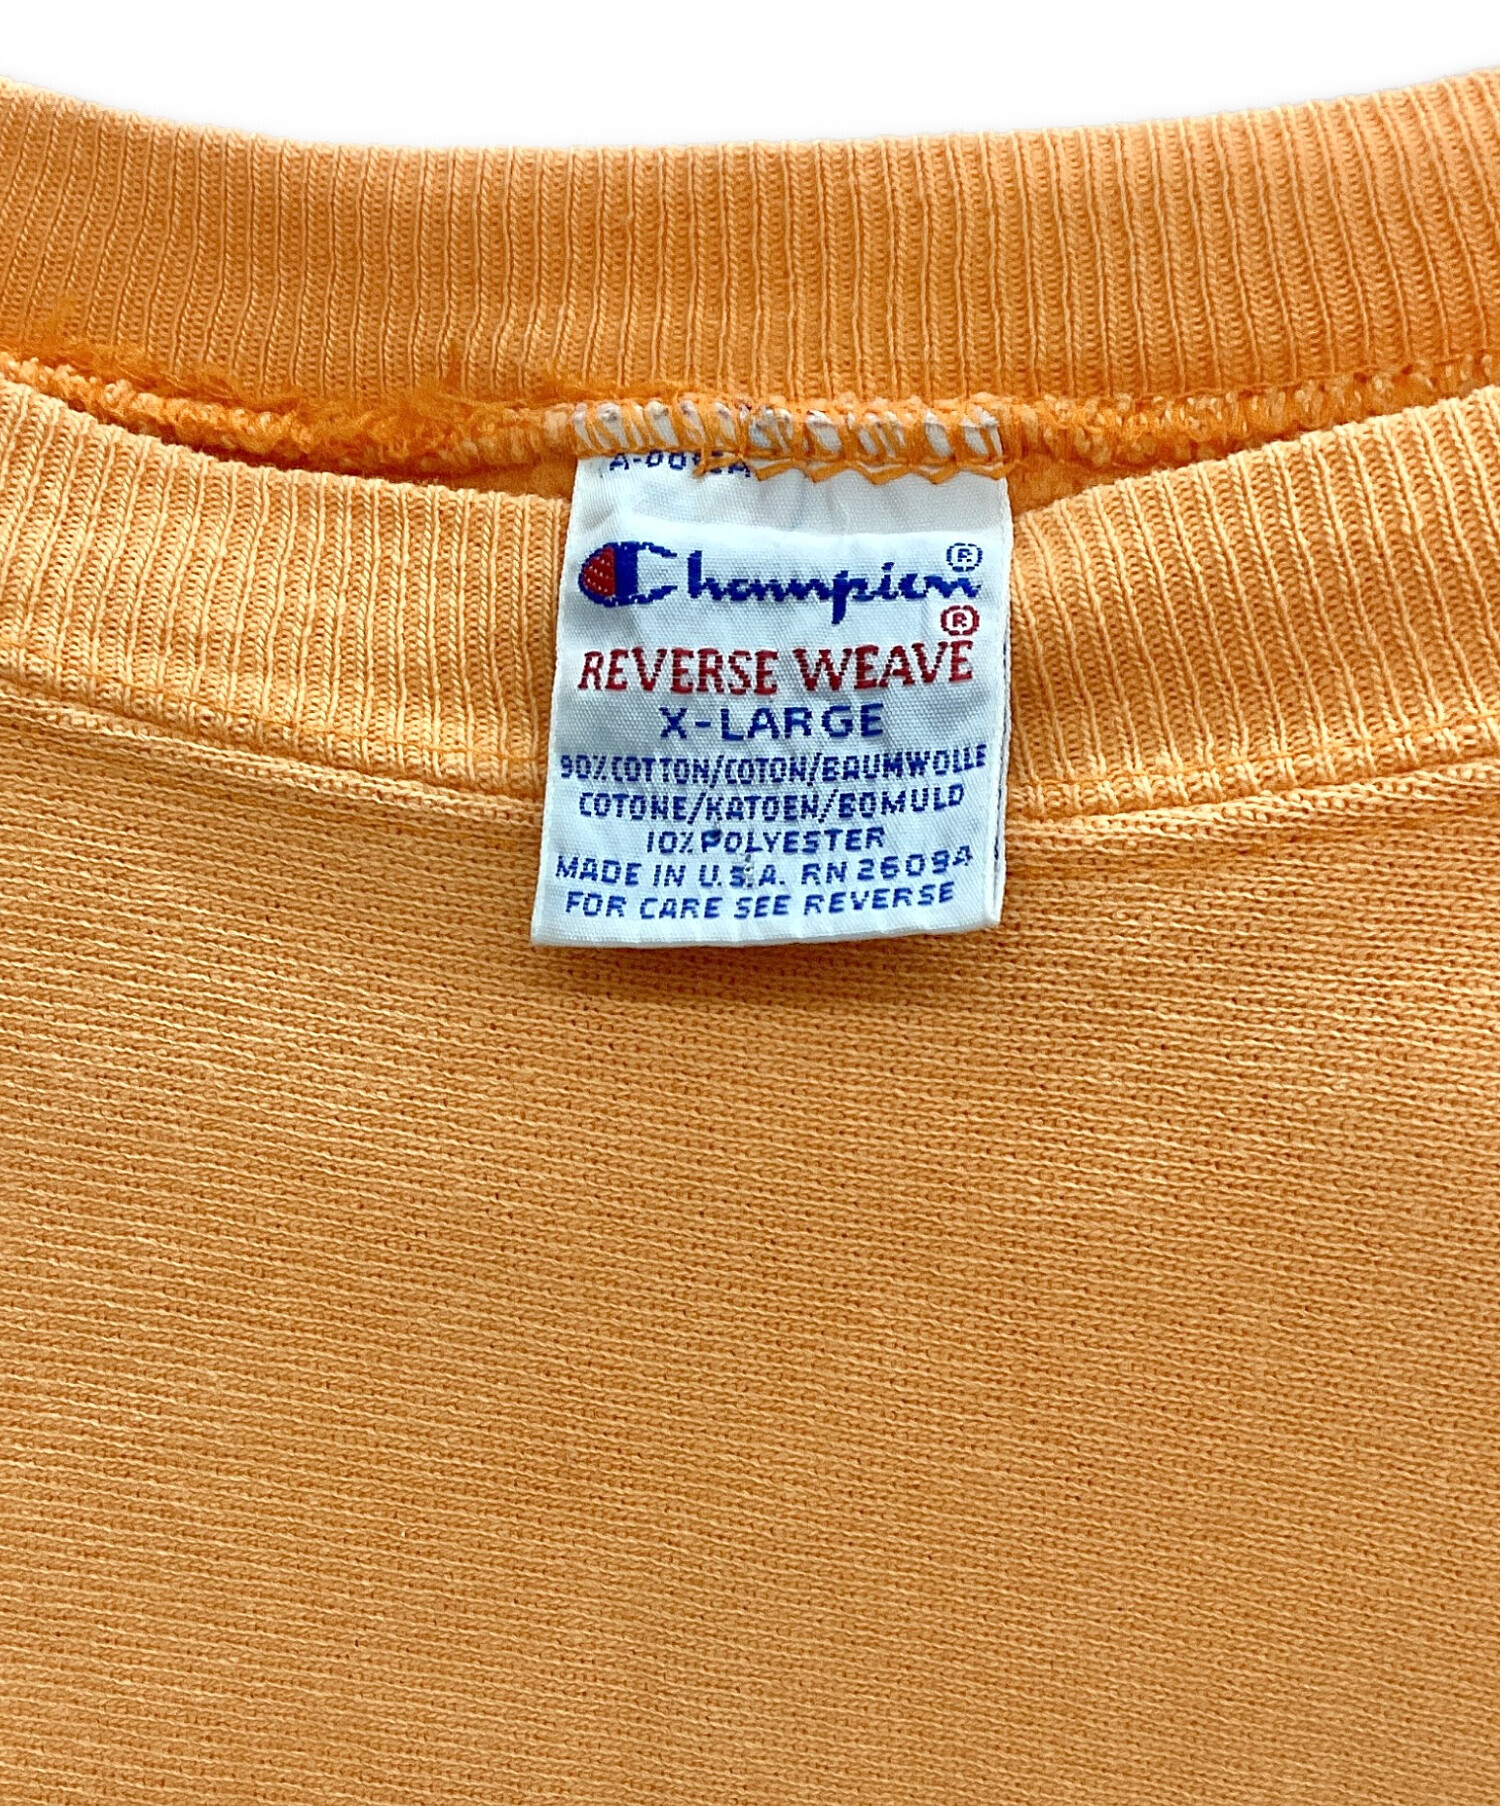 Champion®
REVERSE WEAVE®
X-LARGE
90% COTTON/COTON/BAUMWOLLE
COTONE/KATOEN/BOMULD
10% POLYESTER
MADE IN U.S.A. RN 26094
FOR CARE SEE REVERSE